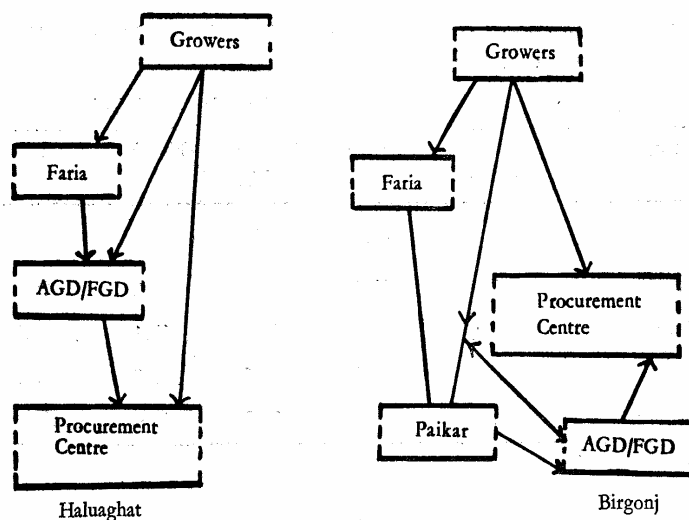 Growers
Faria
AGD/FGD
Procurement
Centre
Haluaghat
Growers
Faria
Procurement
Centre
Paikar
AGD/FGD
Birgonj